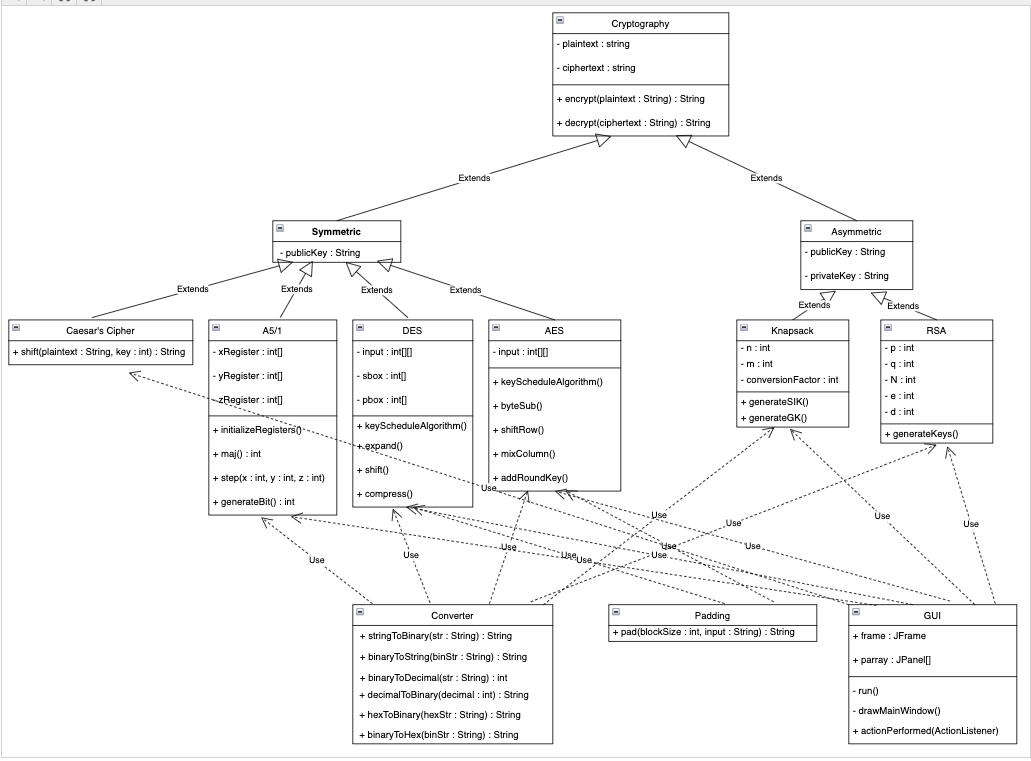 Cryptography
- plaintext : string
- ciphertext : string
+ encrypt(plaintext : String) : String
+ decrypt(ciphertext : String) : String
Extends
Extends
Symmetric
- publicKey : String
Asymmetric
- publicKey : String
- privateKey : String
Extends
Extends
Extends
Extends
Extends
Extends
Caesar's Cipher
+ shift(plaintext : String, key : int) : String
A5/1
- xRegister : int[]
- yRegister : int[]
- zRegister : int[]
+ initializeRegisters()
+ maj() : int
+ step(x : int, y : int, z : int)
+ generateBit() : int
DES
- input : int[][]
- sbox : int[]
- pbox : int[]
+ keyScheduleAlgorithm()
+ expand()
+ shift()
+ compress()
AES
- input : int[][]
+ keyScheduleAlgorithm()
+ byteSub()
+ shiftRow()
+ mixColumn()
+ addRoundKey()
Knapsack
- n : int
- m : int
- conversionFactor : int
+ generateSIK()
+ generateGK()
RSA
- p : int
- q : int
- N : int
- e : int
- d : int
+ generateKeys()
Use
Use
Use
Use
Use
Use
Use
Use
Use
Use
Use
Use
Use
Use
Converter
+ stringToBinary(str : String) : String
+ binaryToString(binStr : String) : String
+ binaryToDecimal(str : String) : int
+ decimalToBinary(decimal : int) : String
+ hexToBinary(hexStr : String) : String
+ binaryToHex(binStr : String) : String
Padding
+ pad(blockSize : int, input : String) : String
GUI
+ frame : JFrame
+ parray : JPanel[]
- run()
- drawMainWindow()
+ actionPerformed(ActionListener)